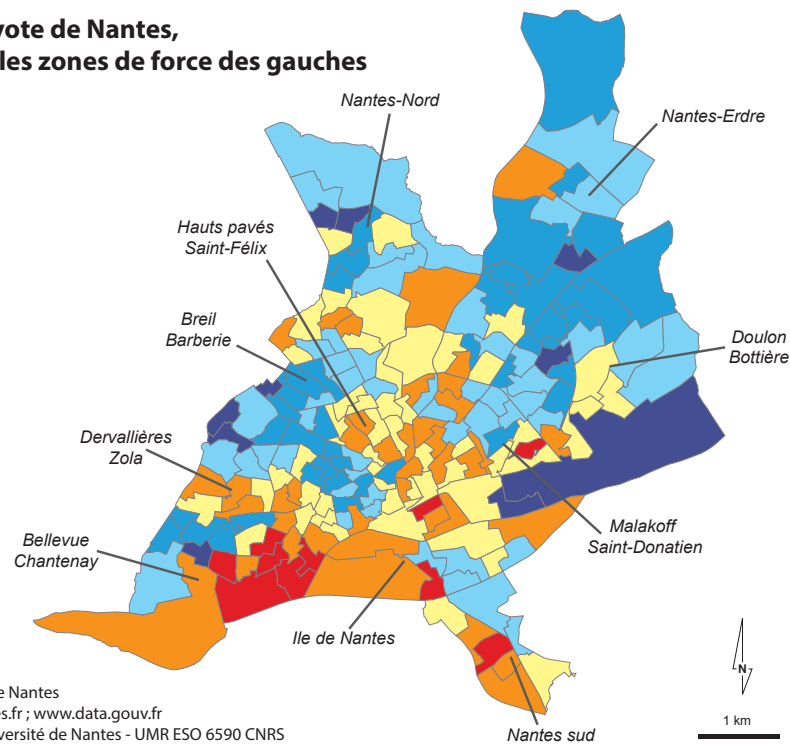 vote de Nantes,
les zones de force des gauches
Nantes-Nord
Nantes-Erdre
Hauts pavés
Saint-Félix
Breil
Barberie
Doulon
Bottière
Dervallières
Zola
Malakoff
Saint-Donatien
Bellevue
Chantenay
Ile de Nantes
Nantes sud
N
1 km
de Nantes
es.fr ; www.data.gouv.fr
iversité de Nantes - UMR ESO 6590 CNRS